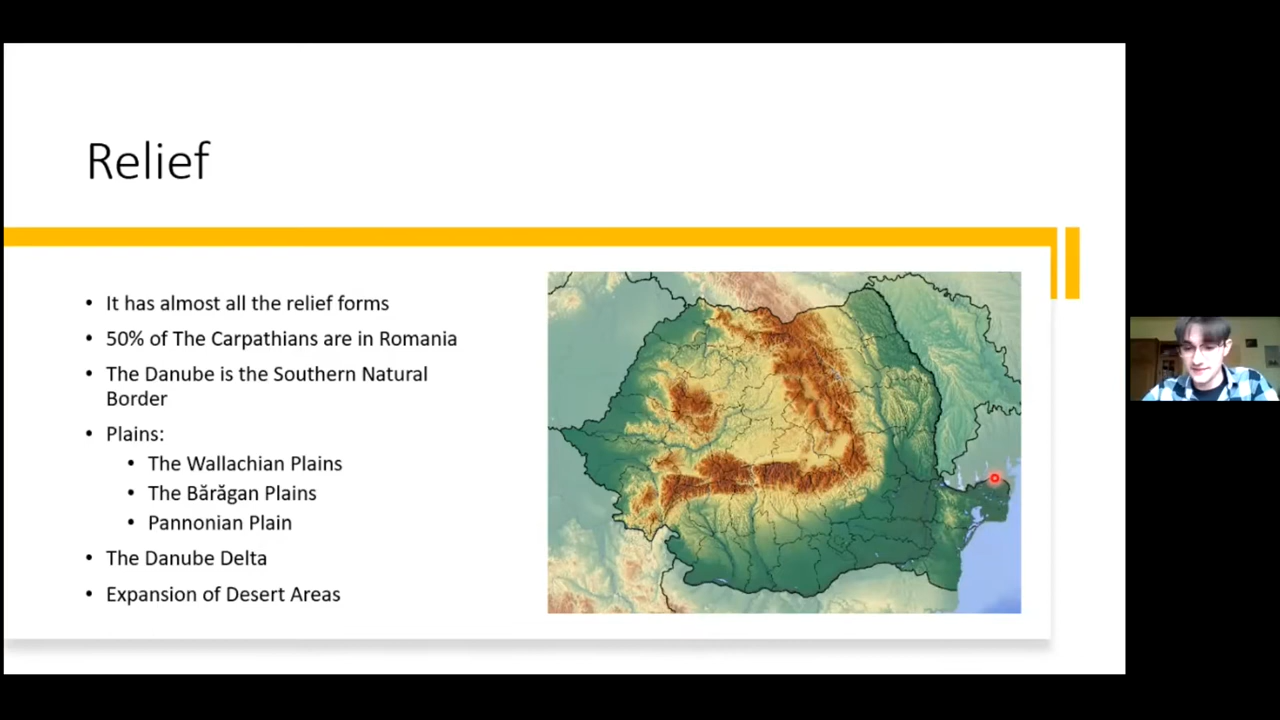 Relief
• It has almost all the relief forms
• 50% of The Carpathians are in Romania
• The Danube is the Southern Natural
Border
• Plains:
• The Wallachian Plains
• The Bărăgan Plains
• Pannonian Plain
• The Danube Delta
• Expansion of Desert Areas